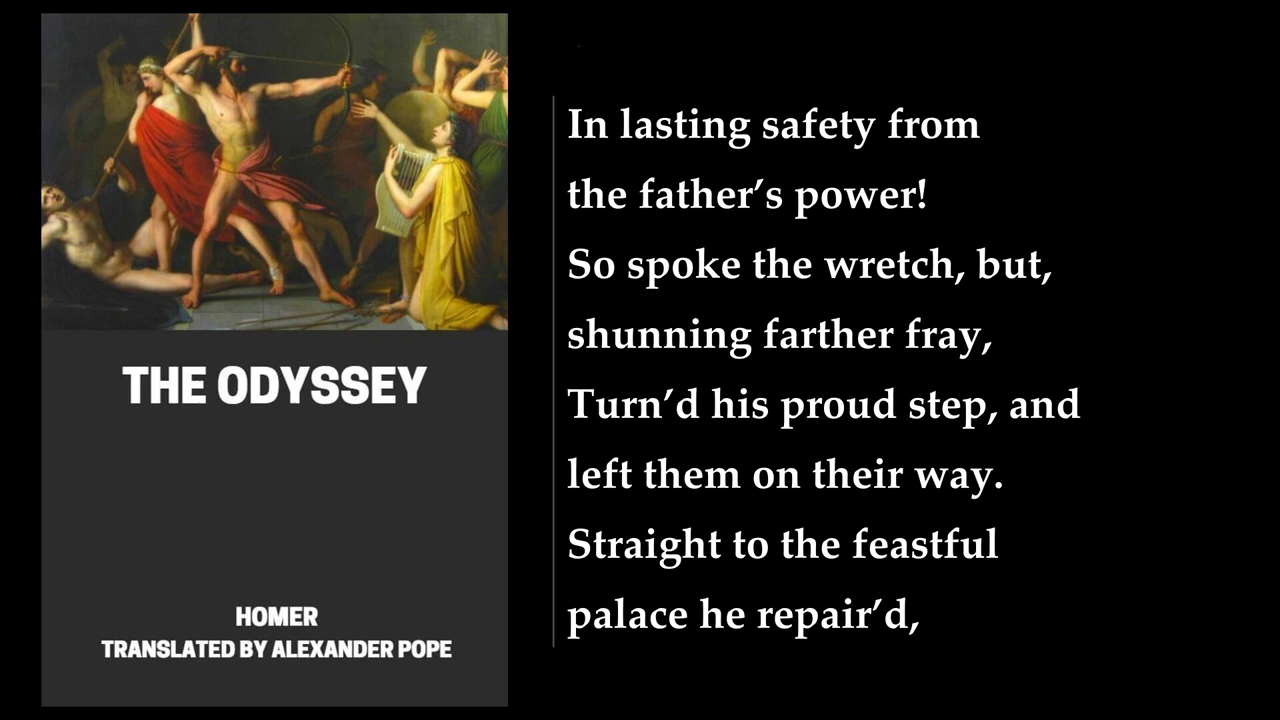 THE ODYSSEY
HOMER
TRANSLATED BY ALEXANDER POPE
In lasting safety from
the father’s power!
So spoke the wretch, but,
shunning farther fray,
Turn’d his proud step, and
left them on their way.
Straight to the feastful
palace he repair’d,